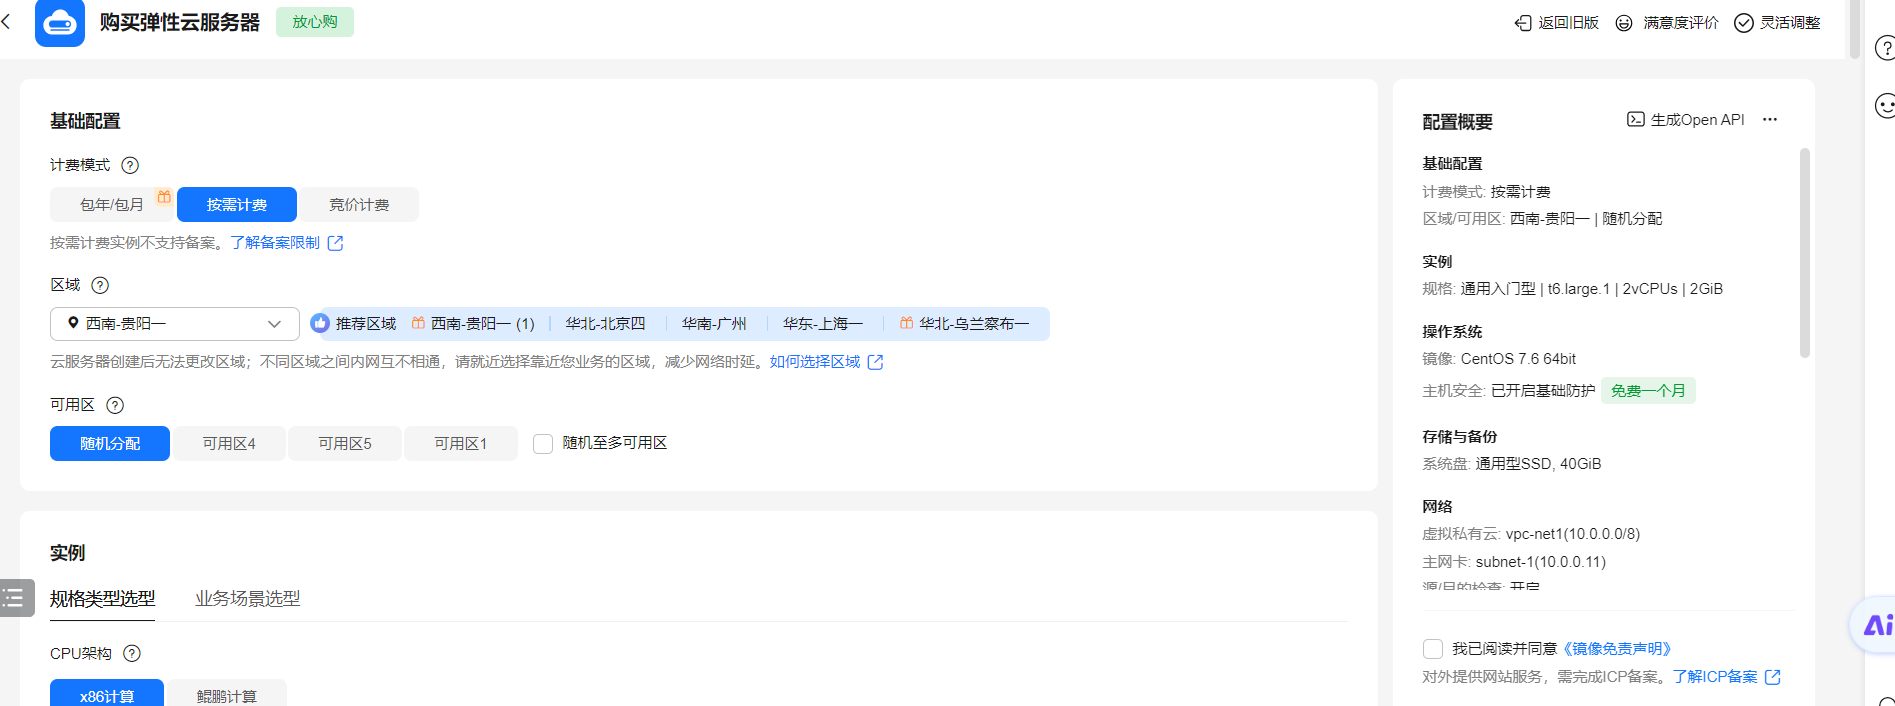 购买弹性云服务器
放心购
返回旧版
满意度评价
灵活调整
基础配置
计费模式
包年/包月
按需计费
竞价计费
按需计费实例不支持备案。了解备案限制
区域
西南-贵阳一
推荐区域 西南-贵阳一 (1) 华北-北京四 华南-广州 华东-上海一 华北-乌兰察布一
云服务器创建后无法更改区域；不同区域之间内网互不相通，请就近选择靠近您业务的区域，减少网络时延。如何选择区域
可用区
随机分配
可用区4
可用区5
可用区1
随机至多可用区
实例
规格类型选型
业务场景选型
CPU架构
x86计算
鲲鹏计算
配置概要
生成Open API
基础配置
计费模式: 按需计费
区域/可用区: 西南-贵阳一 | 随机分配
实例
规格: 通用入门型 | t6.large.1 | 2vCPUs | 2GiB
操作系统
镜像: CentOS 7.6 64bit
主机安全: 已开启基础防护 免费一个月
存储与备份
系统盘: 通用型SSD, 40GiB
网络
虚拟私有云: vpc-net1(10.0.0.0/8)
主网卡: subnet-1(10.0.0.11)
源/目的检查: 开启
我已阅读并同意《镜像免责声明》
对外提供网站服务，需完成ICP备案。了解ICP备案
Ai